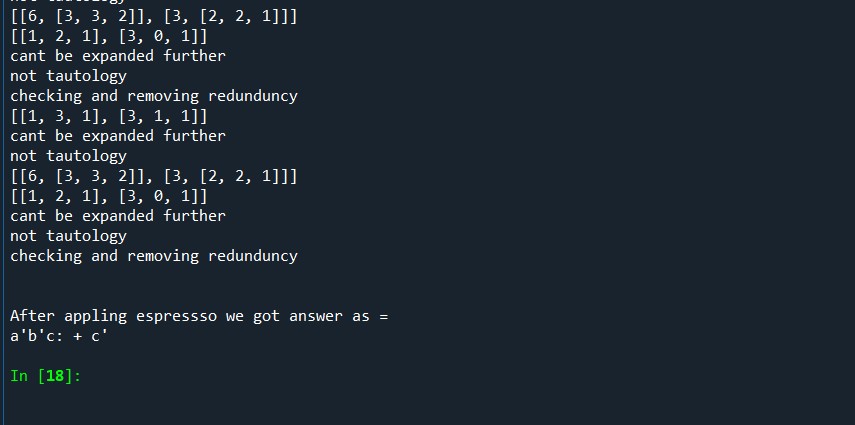 not tautology
[[6, [3, 3, 2]], [3, [2, 2, 1]]]
[[1, 2, 1], [3, 0, 1]]
cant be expanded further
not tautology
checking and removing redunduncy
[[1, 3, 1], [3, 1, 1]]
cant be expanded further
not tautology
[[6, [3, 3, 2]], [3, [2, 2, 1]]]
[[1, 2, 1], [3, 0, 1]]
cant be expanded further
not tautology
checking and removing redunduncy
After appling espressso we got answer as =
a'b'c: + c'
In [18]: